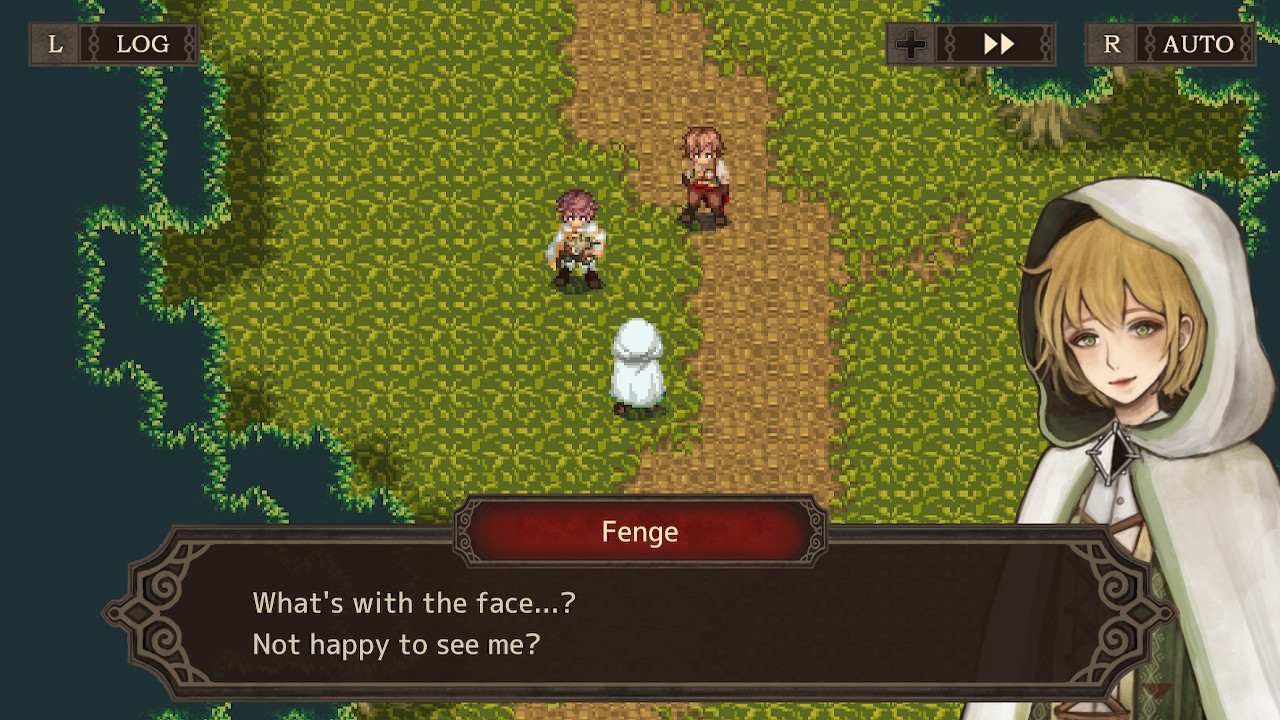 L LOG
R AUTO
Fenge
What's with the face...?
Not happy to see me?